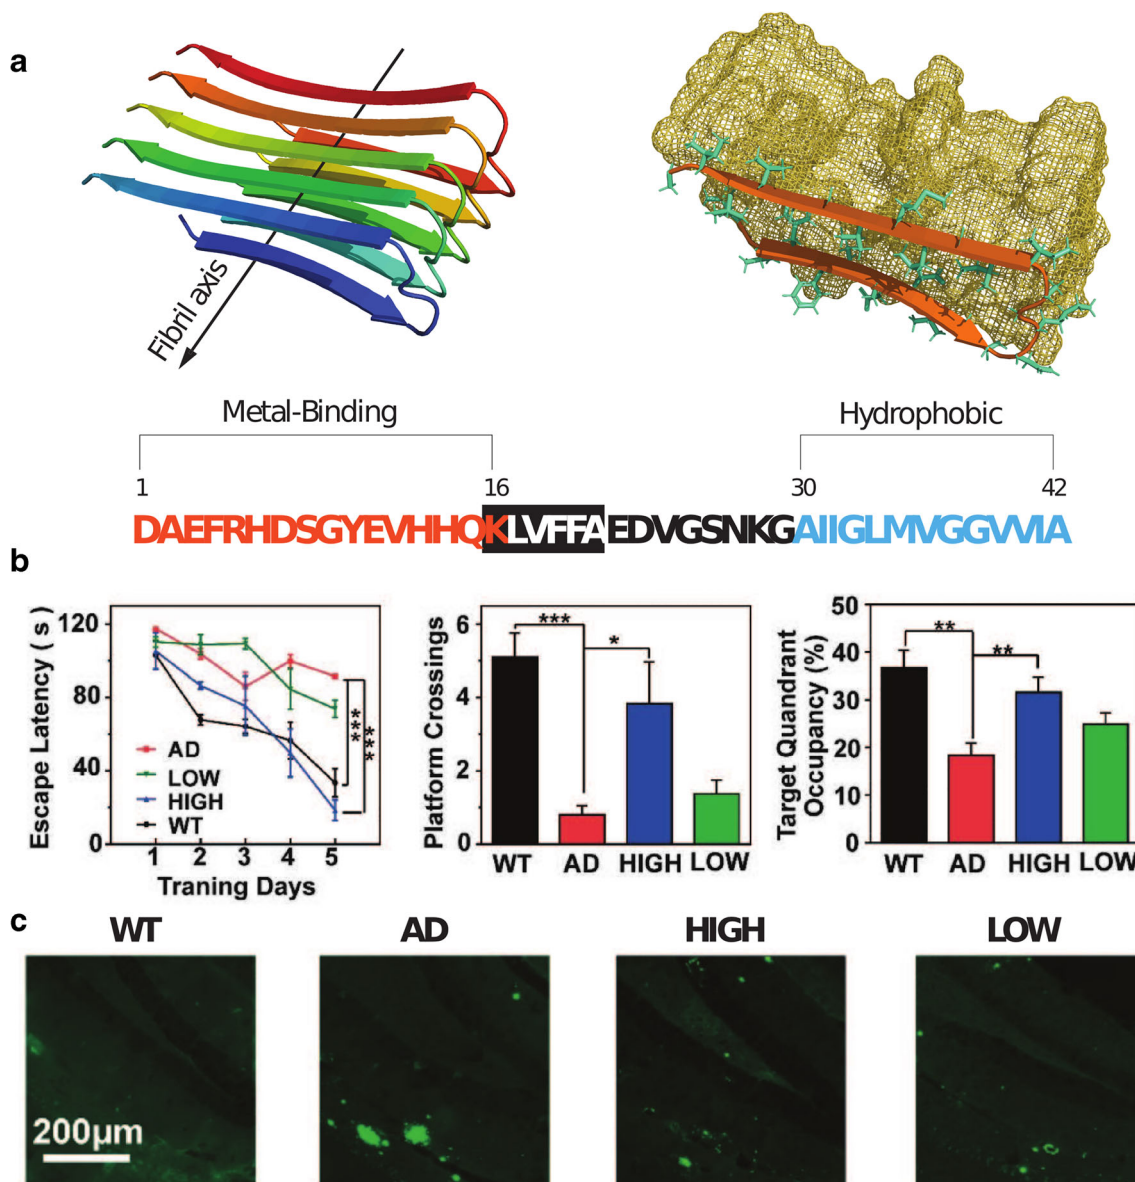 a
Fibril axis
Metal-Binding
Hydrophobic
1
16
30
42
DAEFRHDSGYEVHHQKLVFFAEDVGSNKGAIIGLMVGGVVIA
b
Escape Latency ( s )
120
80
40
0
AD
LOW
HIGH
WT
***
***
1 2 3 4 5
Traning Days
Platform Crossings
6
4
2
0
***
*
WT AD HIGH LOW
Target Quandrant
Occupancy (%)
50
40
30
20
10
0
**
**
WT AD HIGH LOW
c
WT
AD
HIGH
LOW
200µm